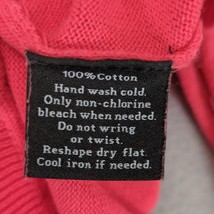 100% Cotton
Hand wash cold.
Only non-chlorine
bleach when needed.
Do not wring
or twist.
Reshape dry flat.
Cool iron if needed.